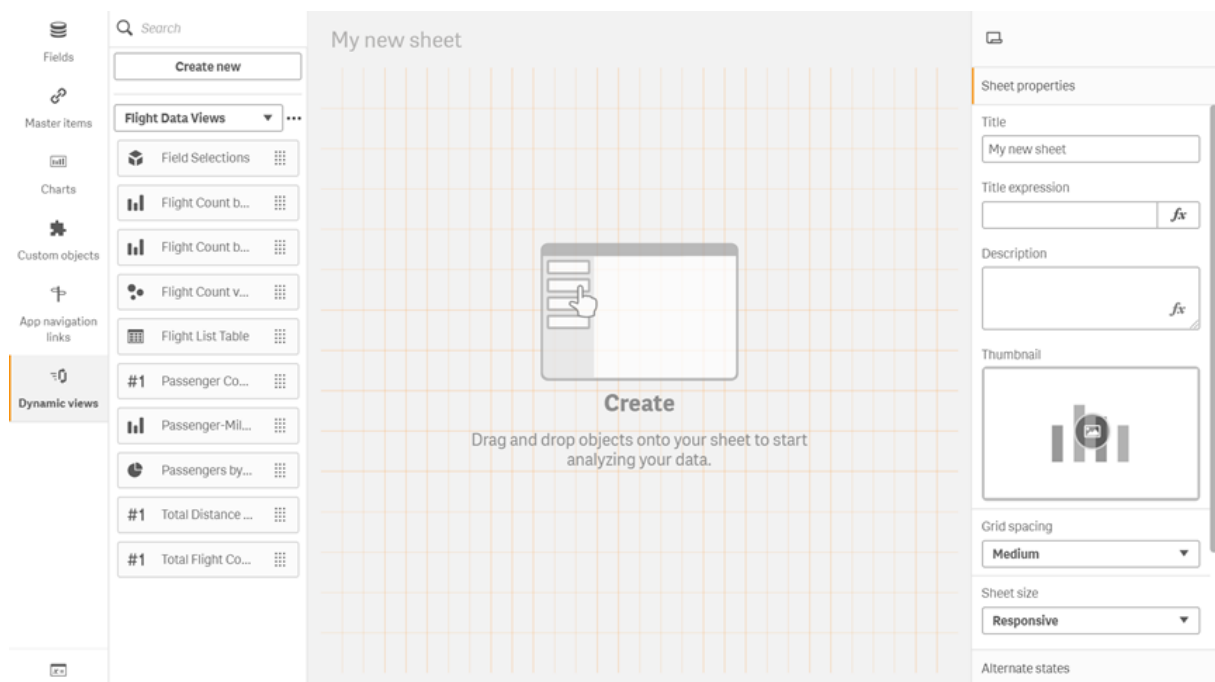 Fields
Master items
Charts
Custom objects
App navigation
links
Dynamic views
Search
Create new
Flight Data Views
Field Selections
Flight Count b...
Flight Count b...
Flight Count v...
Flight List Table
#1 Passenger Co...
Passenger-Mil...
Passengers by...
#1 Total Distance ...
#1 Total Flight Co...
My new sheet
Create
Drag and drop objects onto your sheet to start
analyzing your data.
Sheet properties
Title
My new sheet
Title expression
fx
Description
fx
Thumbnail
Grid spacing
Medium
Sheet size
Responsive
Alternate states